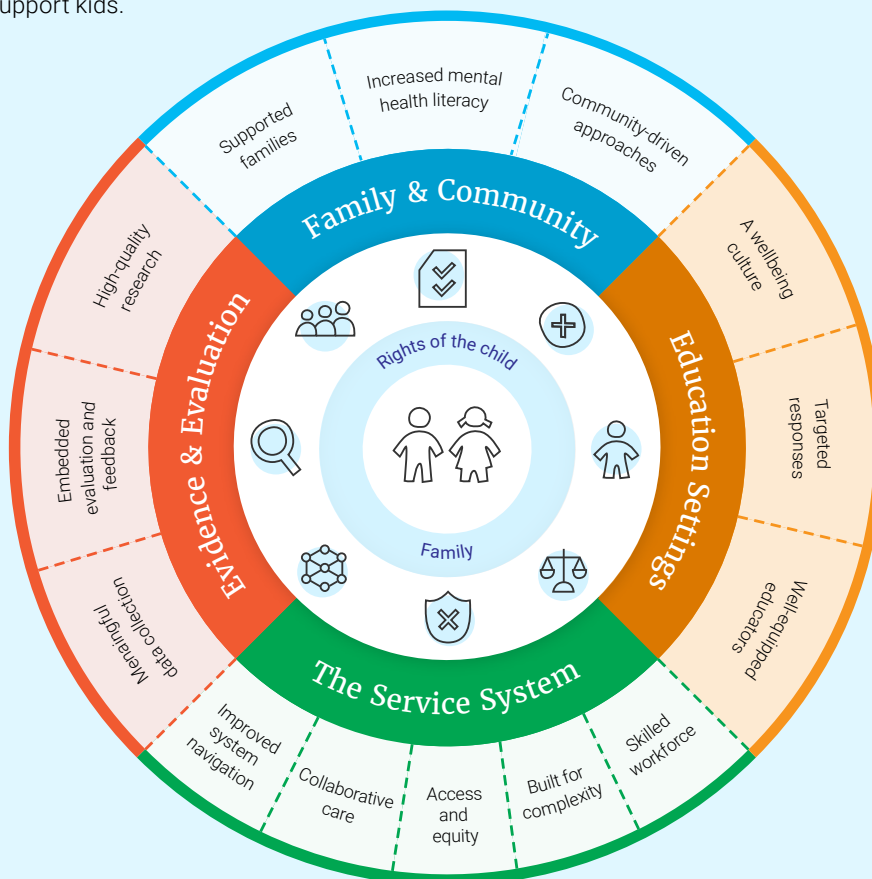 upport kids.
Supported
families
Increased mental
health literacy
Community-driven
approaches
Family & Community
A wellbeing
culture
Targeted
responses
Well-equipped
educators
Education Settings
Skilled
workforce
Built for
complexity
Access
and
equity
Collaborative
care
Improved
system
navigation
The Service System
Menaingful
data collection
Embedded
evaluation and
feedback
High-quality
research
Evidence & Evaluation
Rights of the child
Family